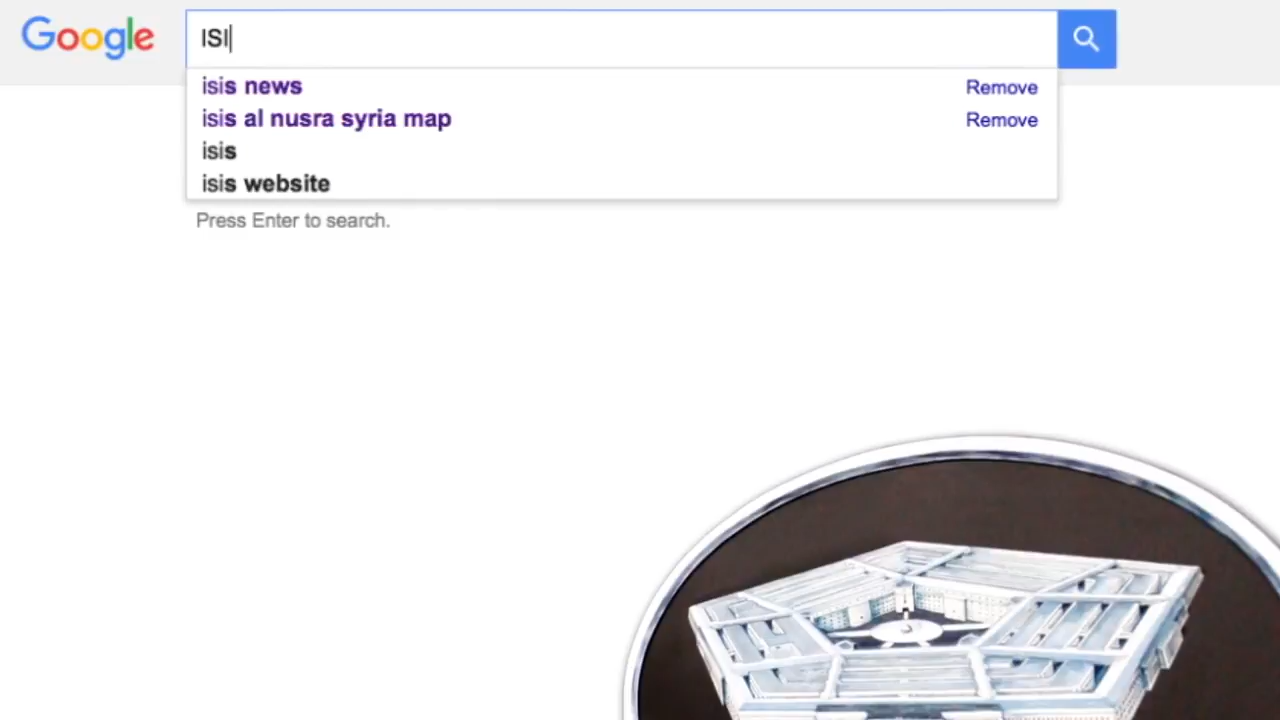 Google
ISI
isis news Remove
isis al nusra syria map Remove
isis
isis website
Press Enter to search.